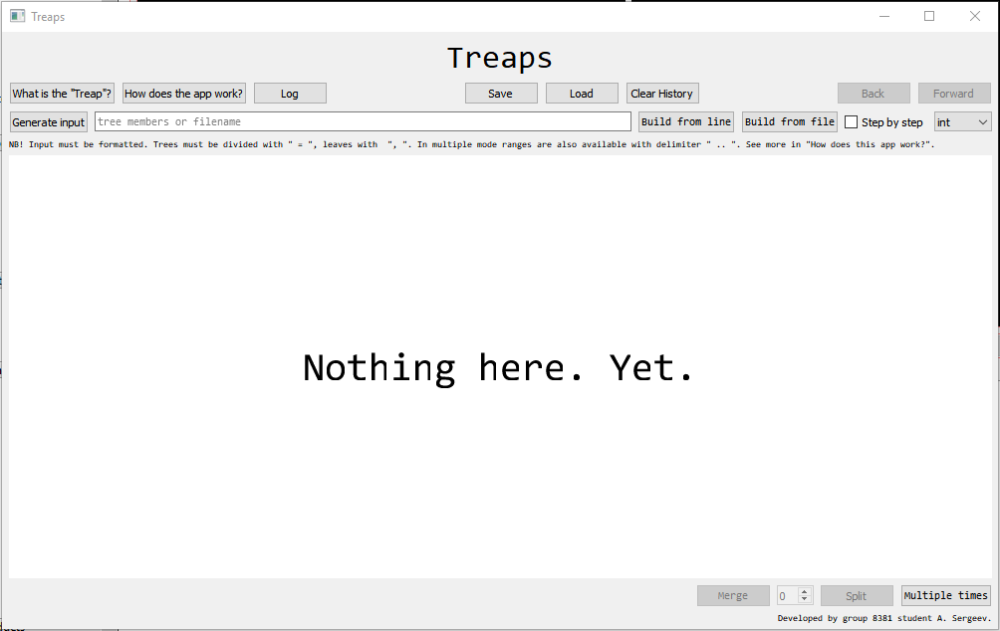 Treaps
Treaps
What is the "Treap"? How does the app work? Log Save Load Clear History Back Forward
Generate input tree members or filename Build from line Build from file Step by step int
NB! Input must be formatted. Trees must be divided with " = ", leaves with  ", ". In multiple mode ranges are also available with delimiter " .. ". See more in "How does this app work?".
Nothing here. Yet.
Merge 0 Split Multiple times
Developed by group 8381 student A. Sergeev.